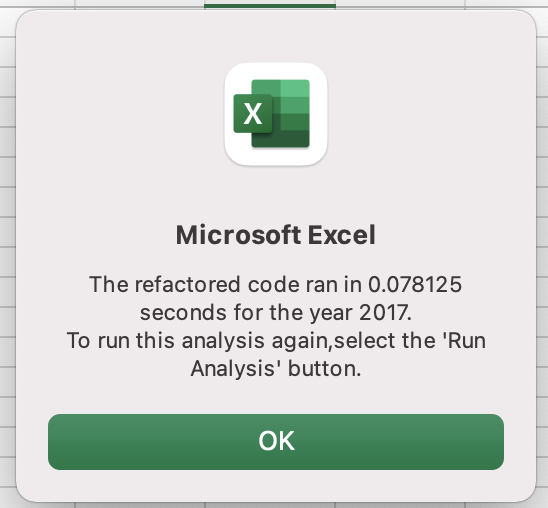 X
Microsoft Excel
The refactored code ran in 0.078125
seconds for the year 2017.
To run this analysis again,select the 'Run
Analysis' button.
OK